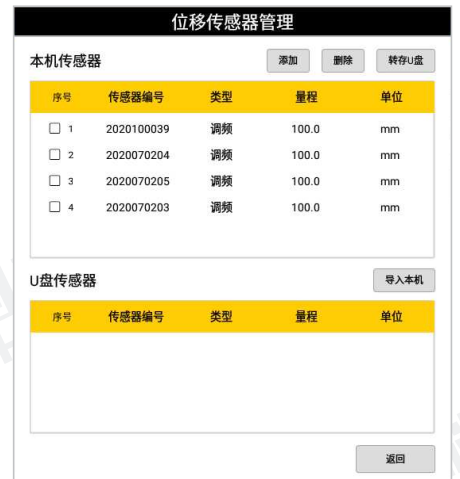 位移传感器管理
本机传感器 添加 删除 转存U盘
序号 传感器编号 类型 量程 单位
1 2020100039 调频 100.0 mm
2 2020070204 调频 100.0 mm
3 2020070205 调频 100.0 mm
4 2020070203 调频 100.0 mm
U盘传感器 导入本机
序号 传感器编号 类型 量程 单位
返回